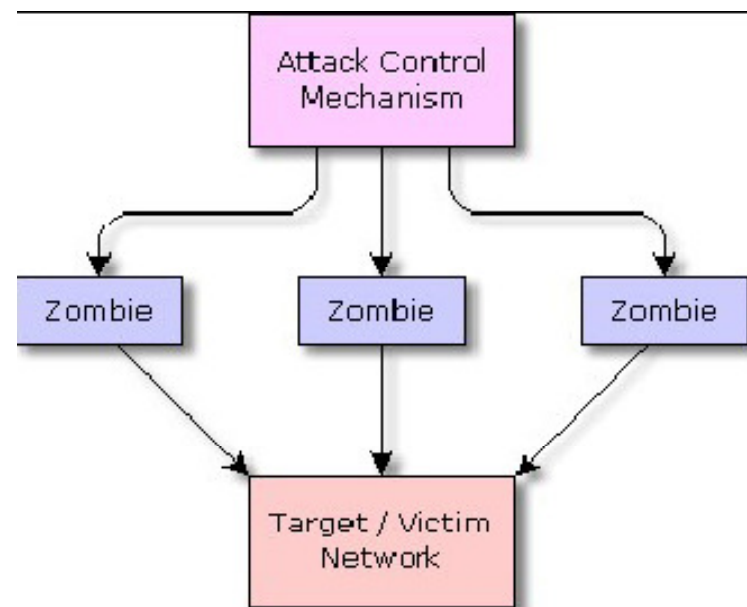 Attack Control
Mechanism
Zombie
Zombie
Zombie
Target / Victim
Network